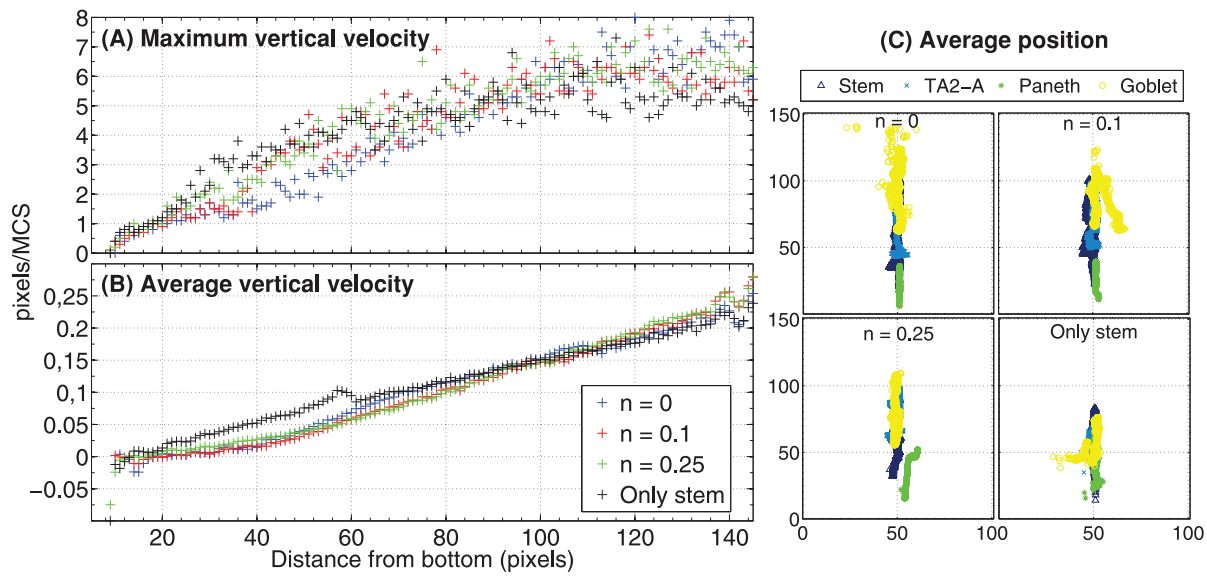 (A) Maximum vertical velocity
8
7
6
5
4
3
2
1
0
pixels/MCS
(B) Average vertical velocity
0,25
0.2
0.15
0,1
0.05
0
−0.05
n = 0
n = 0.1
n = 0.25
Only stem
20 40 60 80 100 120 140
Distance from bottom (pixels)
(C) Average position
Stem TA2−A Paneth Goblet
150
100
50
n = 0
n = 0.1
150
100
50
0
n = 0.25
Only stem
0 50 100
0 50 100